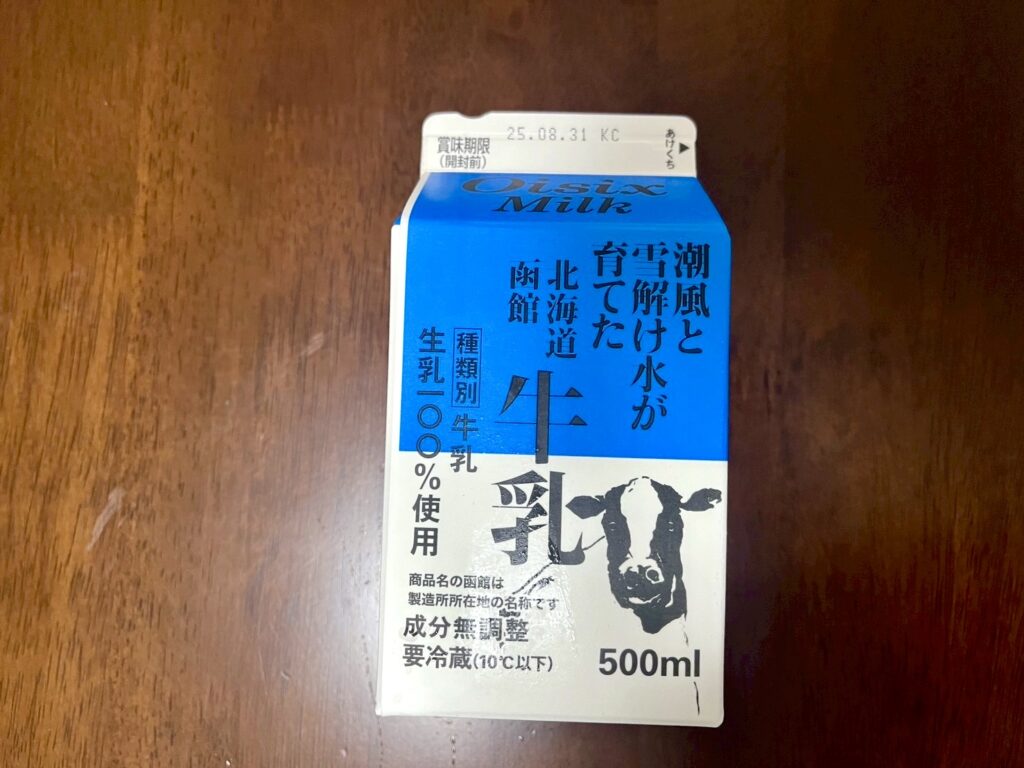 25.08.31 KC
賞味期限
(開封前)
あけくち
Oisix
Milk
潮風と
雪解け水が
育てた
北海道
函館
牛乳
種類別 牛乳
生乳一〇〇%使用
商品名の函館は
製造所所在地の名称です
成分無調整
要冷蔵(10℃以下)
500ml